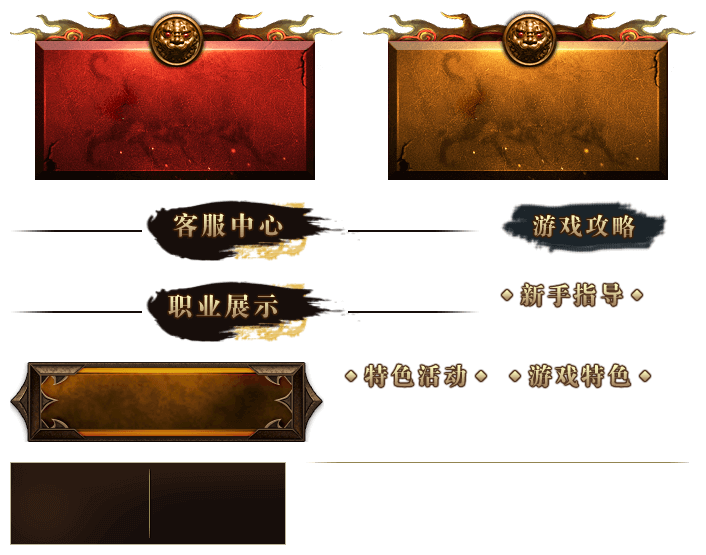 客服中心
游戏攻略
新手指导
职业展示
特色活动
游戏特色